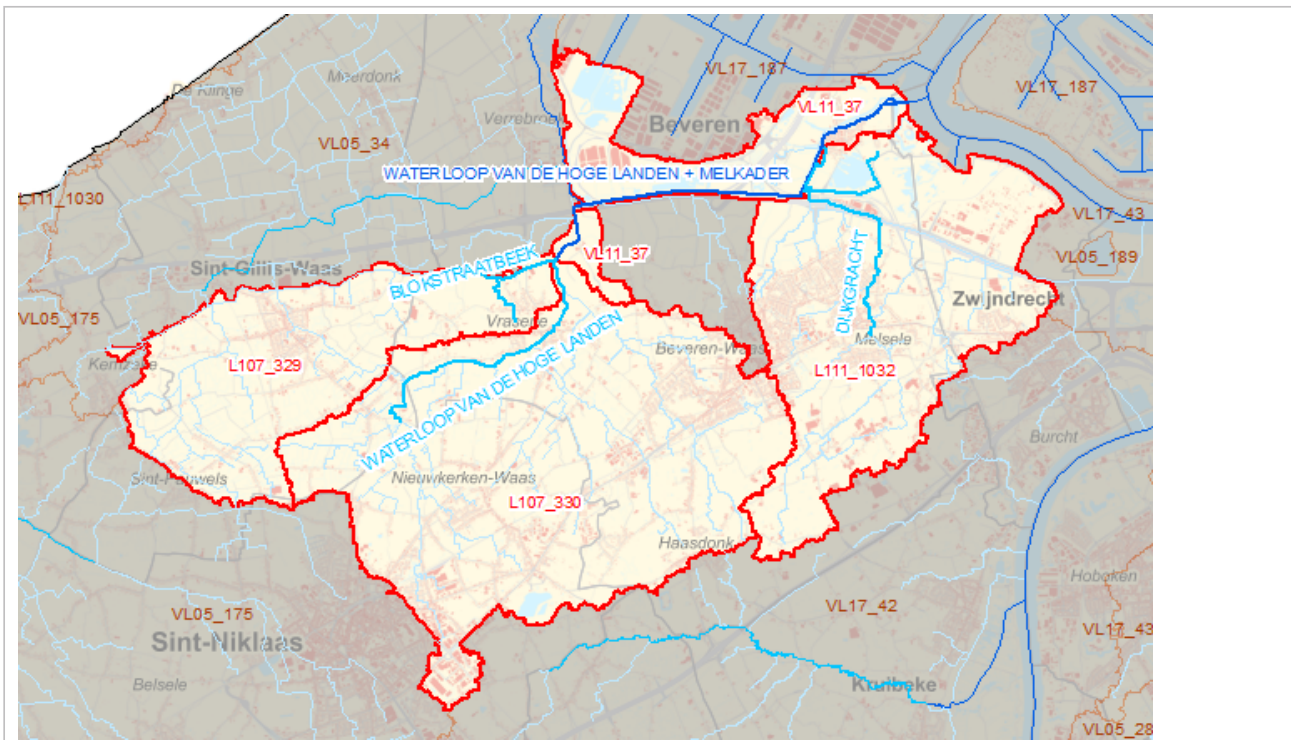 De Klinge
Meerdonk
VL17_187
VL17_187
VL11_37
Verrebroek
Beveren
VL05_34
WATERLOOP VAN DE HOGE LANDEN + MELKADER
L111_1030
VL17_43
VL11_37
VL05_189
BLOKSTRAATBEEK
Sint-Gillis-Waas
DIJKGRACHT
Zwijndrecht
VL05_175
Vrasene
Melsele
Beveren-Waas
Kemzeke
L107_329
L111_1032
WATERLOOP VAN DE HOGE LANDEN
Burcht
Sint-Pauwels
Nieuwkerken-Waas
L107_330
Haasdonk
Hoboken
VL17_42
VL05_175
VL17_43
Sint-Niklaas
Belsele
Kruibeke
VL05_28